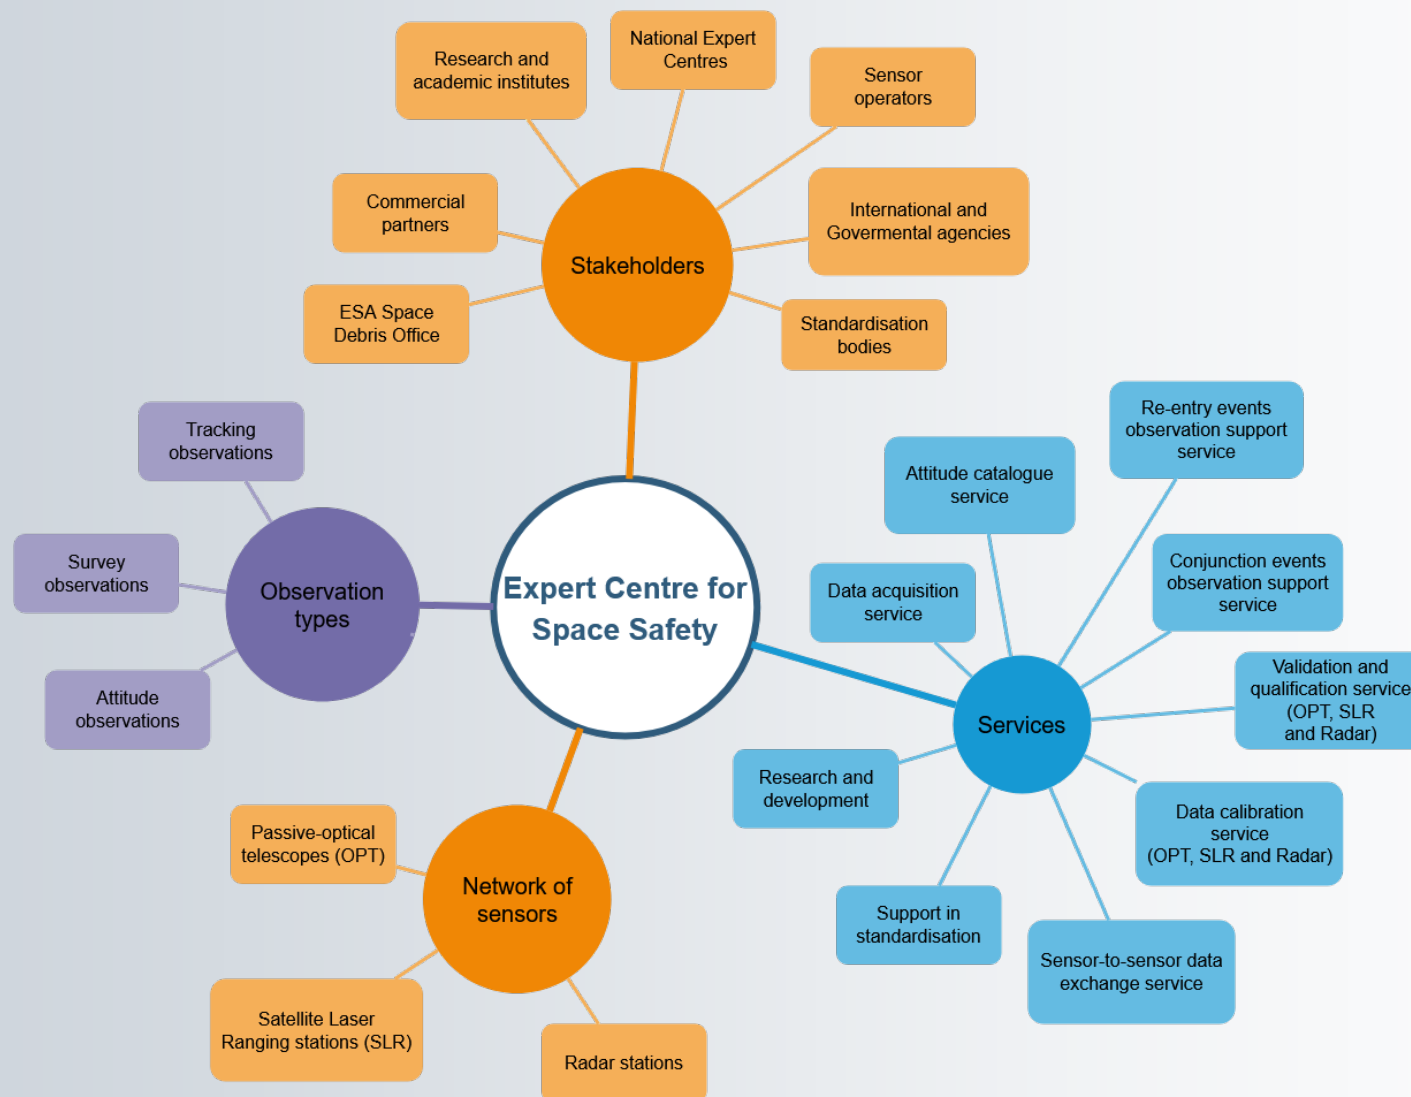 National Expert
Centres
Research and
academic institutes
Sensor
operators
Commercial
partners
International and
Govermental agencies
Stakeholders
ESA Space
Debris Office
Standardisation
bodies
Tracking
observations
Survey
observations
Observation
types
Attitude
observations
Expert Centre for
Space Safety
Re-entry events
observation support
service
Attitude catalogue
service
Conjunction events
observation support
service
Data acquisition
service
Validation and
qualification service
(OPT, SLR
and Radar)
Services
Research and
development
Data calibration
service
(OPT, SLR and Radar)
Support in
standardisation
Sensor-to-sensor data
exchange service
Passive-optical
telescopes (OPT)
Network of
sensors
Satellite Laser
Ranging stations (SLR)
Radar stations